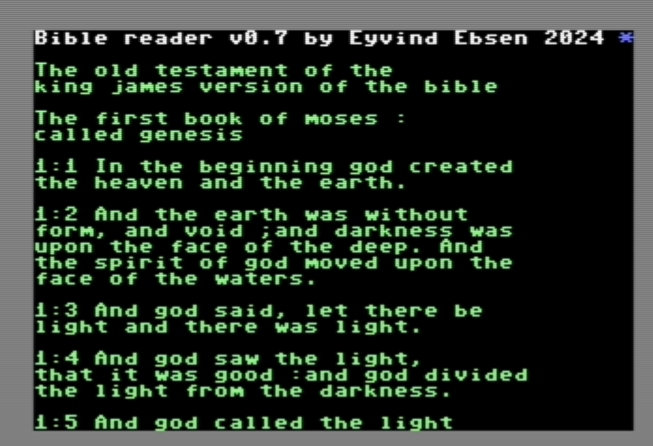 Bible reader v0.7 by Eyvind Ebsen 2024 *
The old testament of the
king james version of the bible
The first book of moses :
called genesis
1:1 In the beginning god created
the heaven and the earth.
1:2 And the earth was without
form, and void ;and darkness was
upon the face of the deep. And
the spirit of god moved upon the
face of the waters.
1:3 And god said, let there be
light and there was light.
1:4 And god saw the light,
that it was good :and god divided
the light from the darkness.
1:5 And god called the light